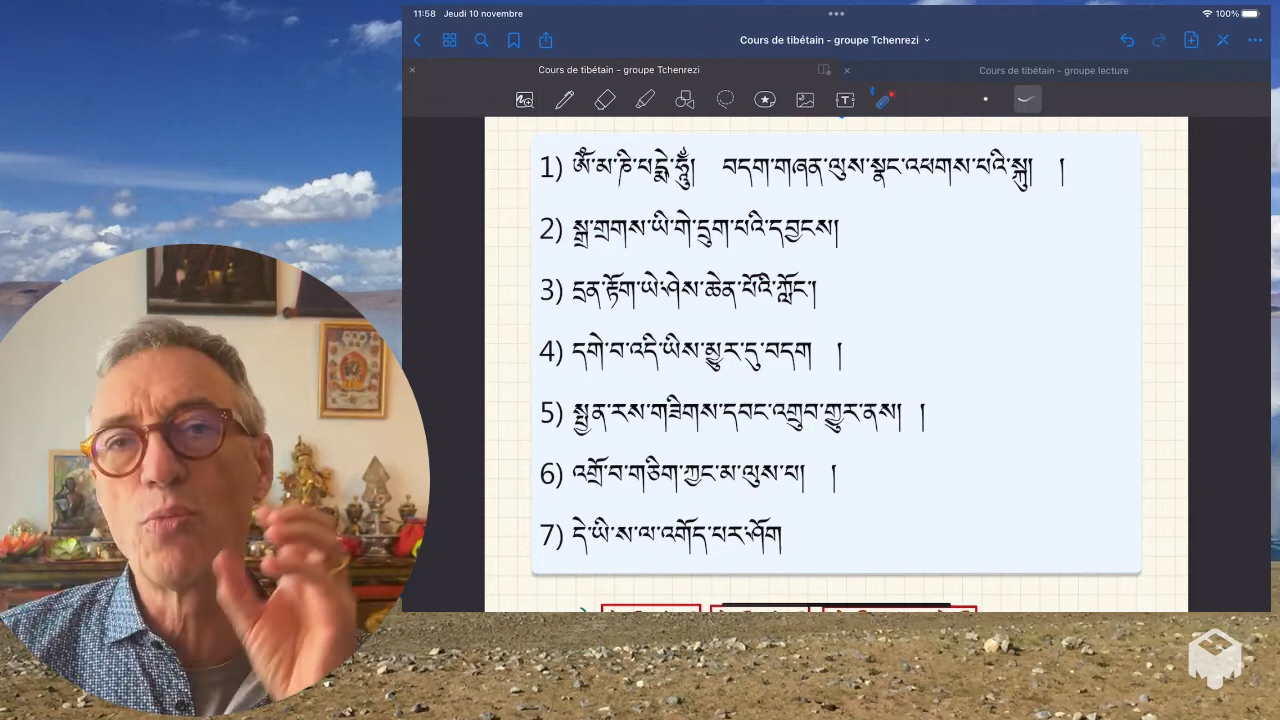 11:58 Jeudi 10 novembre
100%
Cours de tibétain - groupe Tchenrezi
Cours de tibétain - groupe Tchenrezi
Cours de tibétain - groupe lecture
1) ༀ་མ་ཎི་པདྨེ་ཧཱུྃ། བདག་གཞན་ལུས་སྣང་འཕགས་པའི་སྐུ། །
2) སྒྲ་གྲགས་ཡི་གེ་དྲུག་པའི་དབྱངས།
3) དྲན་རྟོག་ཡེ་ཤེས་ཆེན་པོའི་ཀློང་།
4) དགེ་བ་འདི་ཡིས་མྱུར་དུ་བདག །
5) སྤྱན་རས་གཟིགས་དབང་འགྲུབ་གྱུར་ནས། །
6) འགྲོ་བ་གཅིག་ཀྱང་མ་ལུས་པ། །
7) དེ་ཡི་ས་ལ་འགོད་པར་ཤོག